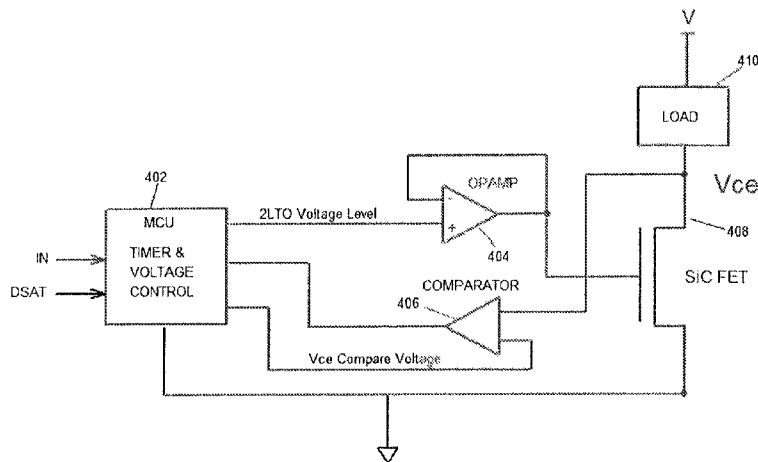 V
410
LOAD
Vce
402
MCU
TIMER &
VOLTAGE
CONTROL
IN
DSAT
2LTO Voltage Level
OPAMP
-
+
404
408
SiC FET
COMPARATOR
406
Vce Compare Voltage